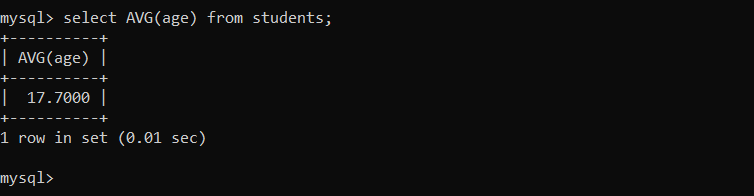 mysql> select AVG(age) from students;
+----------+
| AVG(age) |
+----------+
|  17.7000 |
+----------+
1 row in set (0.01 sec)
mysql>